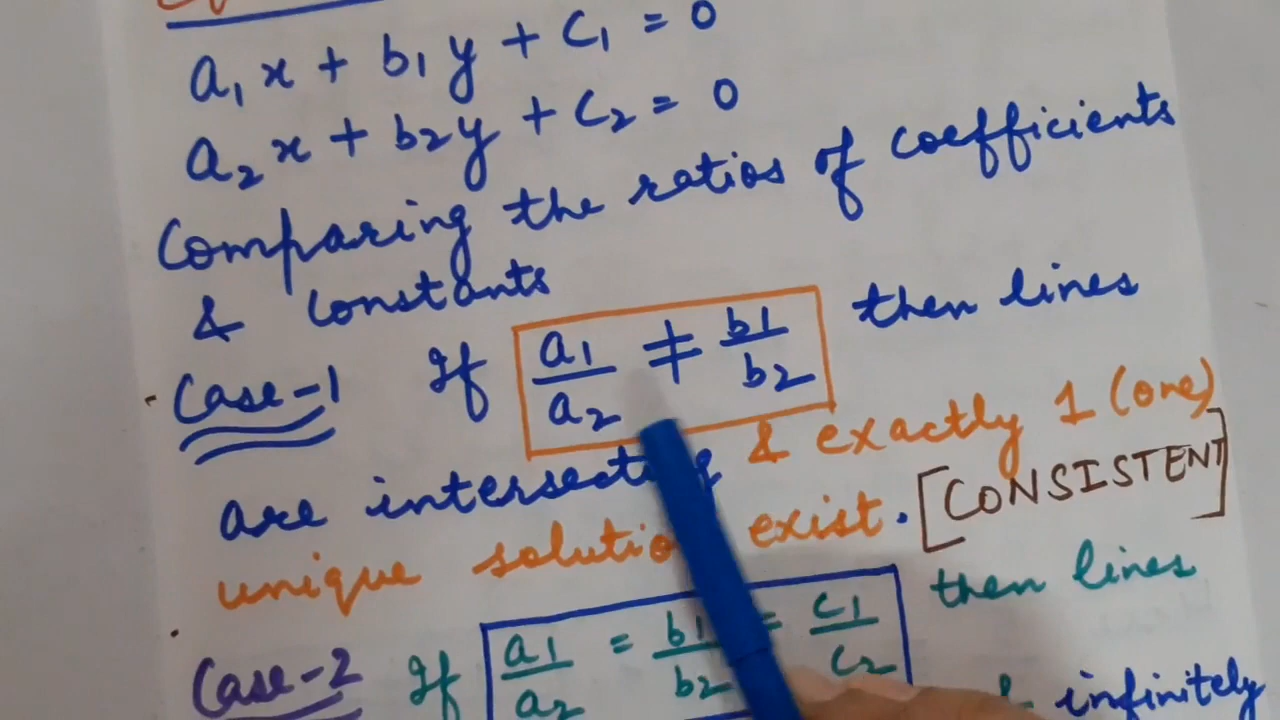 a₁x + b₁y + c₁ = 0
a₂x + b₂y + c₂ = 0
Comparing the ratios of coefficients
& constants
Case-1 If a1/a2 ≠ b1/b2 then lines
are intersecting & exactly 1 (one)
unique solution exist. [CONSISTENT]
Case-2 If a1/a2 = b1/b2 = c1/c2 then lines
& infinitely